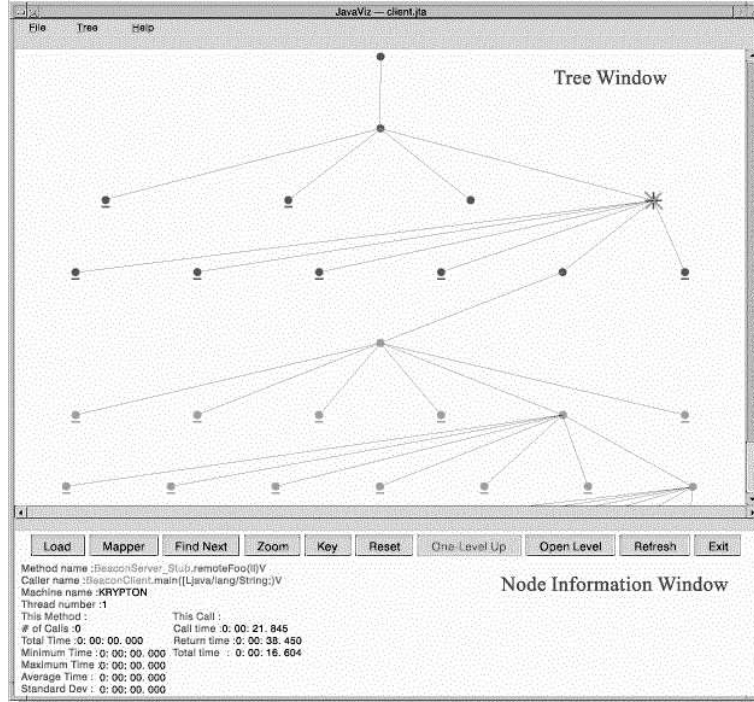 JavaViz — client.jta
File Tree Help
Tree Window
Load Mapper Find Next Zoom Key Reset One-Level Up Open Level Refresh Exit
Method name :BeaconServer_Stub.remoteFoo(II)V
Caller name :BeaconClient.main([Ljava/lang/String;)V
Node Information Window
Machine name :KRYPTON
Thread number :1
This Method : This Call :
# of Calls :0 Call time :0: 00: 21. 845
Total Time :0: 00: 00. 000 Return time :0: 00: 38. 450
Minimum Time : 0: 00: 00. 000 Total time : 0: 00: 16. 604
Maximum Time : 0: 00: 00. 000
Average Time : 0: 00: 00. 000
Standard Dev : 0: 00: 00. 000